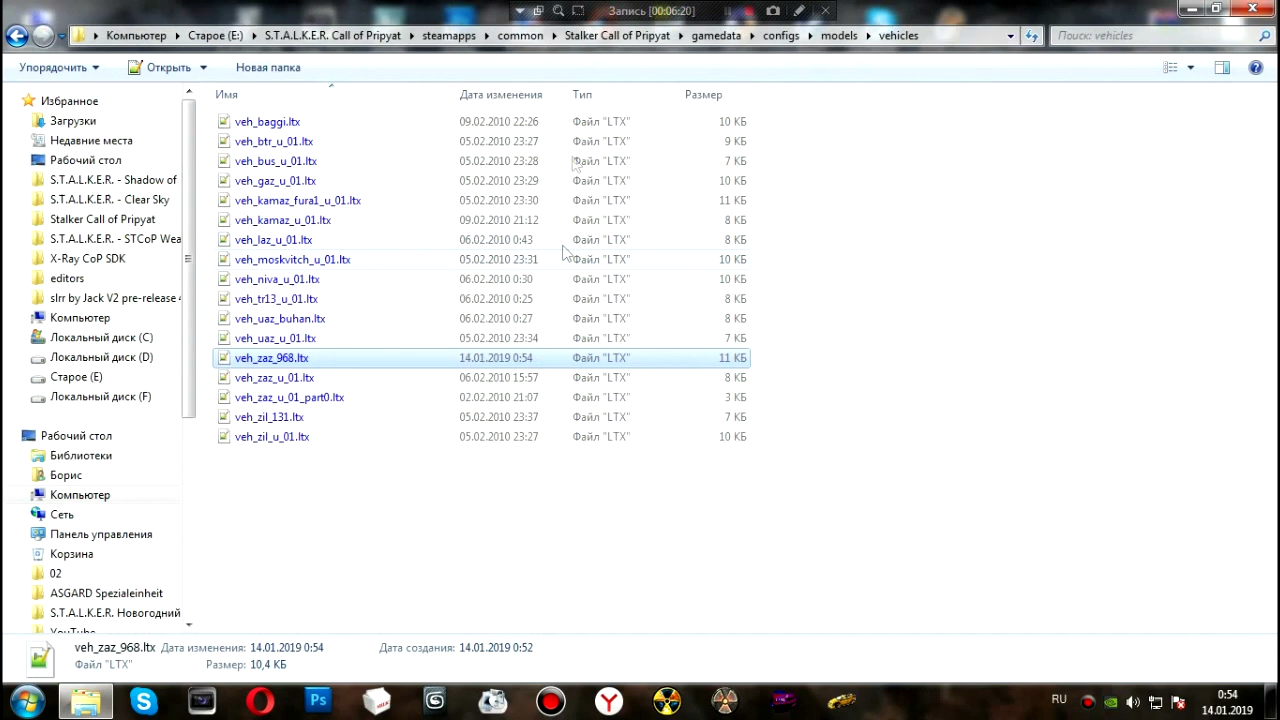 Запись [00:06:20]
Компьютер Старое (E:) S.T.A.L.K.E.R. Call of Pripyat steamapps common Stalker Call of Pripyat gamedata configs models vehicles Поиск: vehicles
Упорядочить Открыть Новая папка
Имя Дата изменения Тип Размер
Избранное
Загрузки
Недавние места
Рабочий стол
S.T.A.L.K.E.R. - Shadow of
S.T.A.L.K.E.R. - Clear Sky
Stalker Call of Pripyat
S.T.A.L.K.E.R. - STCoP Wea
X-Ray CoP SDK
editors
slrr by Jack V2 pre-release 4
Компьютер
Локальный диск (C)
Локальный диск (D)
Старое (E)
Локальный диск (F)
Рабочий стол
Библиотеки
Борис
Компьютер
Сеть
Панель управления
Корзина
02
ASGARD Spezialeinheit
S.T.A.L.K.E.R. Новогодний
YouTube
veh_baggi.ltx 09.02.2010 22:26 Файл "LTX" 10 КБ
veh_btr_u_01.ltx 05.02.2010 23:27 Файл "LTX" 9 КБ
veh_bus_u_01.ltx 05.02.2010 23:28 Файл "LTX" 7 КБ
veh_gaz_u_01.ltx 05.02.2010 23:29 Файл "LTX" 10 КБ
veh_kamaz_fura1_u_01.ltx 05.02.2010 23:30 Файл "LTX" 11 КБ
veh_kamaz_u_01.ltx 09.02.2010 21:12 Файл "LTX" 8 КБ
veh_laz_u_01.ltx 06.02.2010 0:43 Файл "LTX" 8 КБ
veh_moskvitch_u_01.ltx 05.02.2010 23:31 Файл "LTX" 10 КБ
veh_niva_u_01.ltx 06.02.2010 0:30 Файл "LTX" 10 КБ
veh_tr13_u_01.ltx 06.02.2010 0:25 Файл "LTX" 8 КБ
veh_uaz_buhan.ltx 06.02.2010 0:27 Файл "LTX" 8 КБ
veh_uaz_u_01.ltx 05.02.2010 23:34 Файл "LTX" 7 КБ
veh_zaz_968.ltx 14.01.2019 0:54 Файл "LTX" 11 КБ
veh_zaz_u_01.ltx 06.02.2010 15:57 Файл "LTX" 8 КБ
veh_zaz_u_01_part0.ltx 02.02.2010 21:07 Файл "LTX" 3 КБ
veh_zil_131.ltx 05.02.2010 23:37 Файл "LTX" 7 КБ
veh_zil_u_01.ltx 05.02.2010 23:27 Файл "LTX" 10 КБ
veh_zaz_968.ltx Дата изменения: 14.01.2019 0:54 Дата создания: 14.01.2019 0:52
Файл "LTX" Размер: 10,4 КБ
Ps
RU
0:54
14.01.2019